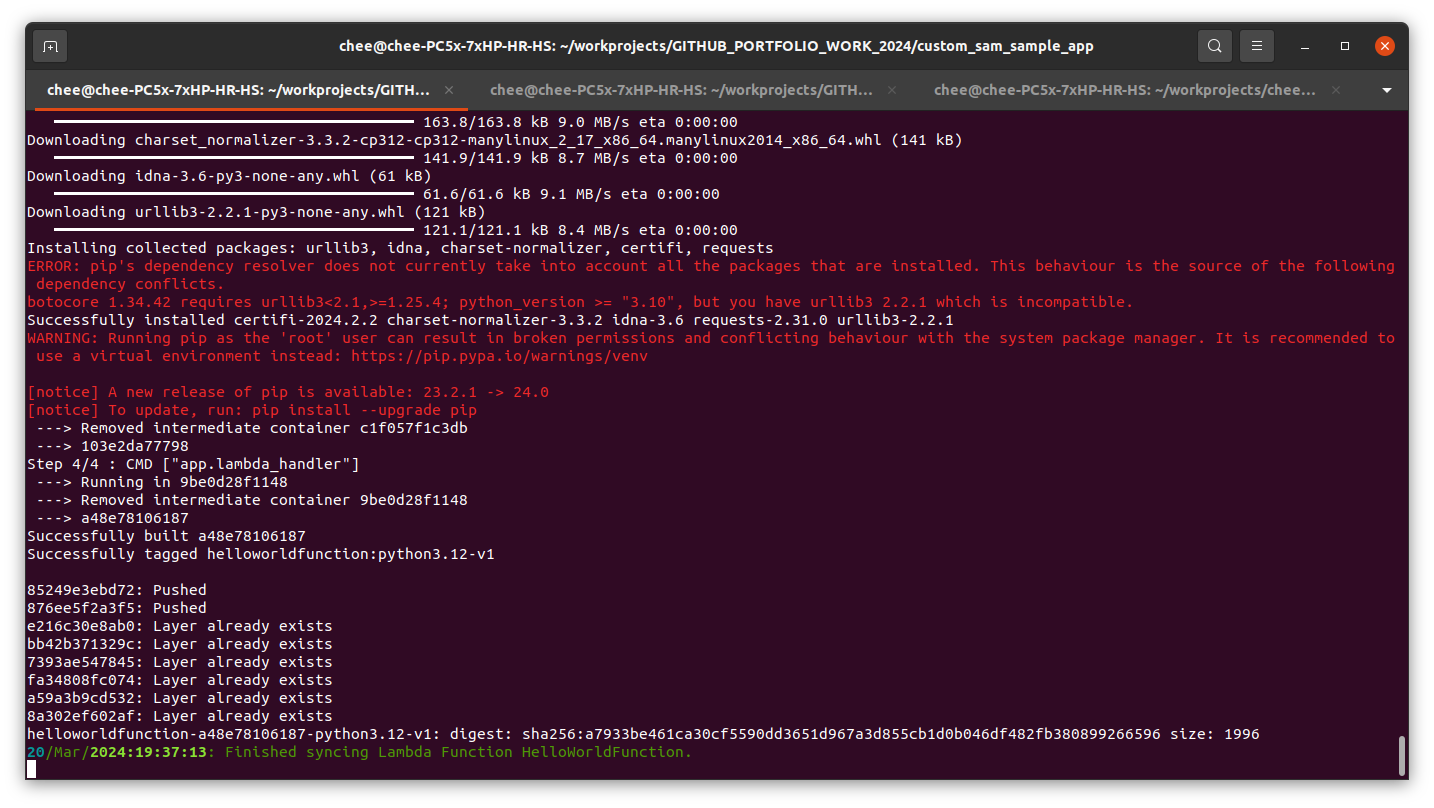 chee@chee-PC5x-7xHP-HR-HS: ~/workprojects/GITHUB_PORTFOLIO_WORK_2024/custom_sam_sample_app
chee@chee-PC5x-7xHP-HR-HS: ~/workprojects/GITH... × chee@chee-PC5x-7xHP-HR-HS: ~/workprojects/GITH... × chee@chee-PC5x-7xHP-HR-HS: ~/workprojects/chee... ×
163.8/163.8 kB 9.0 MB/s eta 0:00:00
Downloading charset_normalizer-3.3.2-cp312-cp312-manylinux_2_17_x86_64.manylinux2014_x86_64.whl (141 kB)
141.9/141.9 kB 8.7 MB/s eta 0:00:00
Downloading idna-3.6-py3-none-any.whl (61 kB)
61.6/61.6 kB 9.1 MB/s eta 0:00:00
Downloading urllib3-2.2.1-py3-none-any.whl (121 kB)
121.1/121.1 kB 8.4 MB/s eta 0:00:00
Installing collected packages: urllib3, idna, charset-normalizer, certifi, requests
ERROR: pip's dependency resolver does not currently take into account all the packages that are installed. This behaviour is the source of the following
dependency conflicts.
botocore 1.34.42 requires urllib3<2.1,>=1.25.4; python_version >= "3.10", but you have urllib3 2.2.1 which is incompatible.
Successfully installed certifi-2024.2.2 charset-normalizer-3.3.2 idna-3.6 requests-2.31.0 urllib3-2.2.1
WARNING: Running pip as the 'root' user can result in broken permissions and conflicting behaviour with the system package manager. It is recommended to
use a virtual environment instead: https://pip.pypa.io/warnings/venv
[notice] A new release of pip is available: 23.2.1 -> 24.0
[notice] To update, run: pip install --upgrade pip
---> Removed intermediate container c1f057f1c3db
---> 103e2da77798
Step 4/4 : CMD ["app.lambda_handler"]
---> Running in 9be0d28f1148
---> Removed intermediate container 9be0d28f1148
---> a48e78106187
Successfully built a48e78106187
Successfully tagged helloworldfunction:python3.12-v1
85249e3ebd72: Pushed
876ee5f2a3f5: Pushed
e216c30e8ab0: Layer already exists
bb42b371329c: Layer already exists
7393ae547845: Layer already exists
fa34808fc074: Layer already exists
a59a3b9cd532: Layer already exists
8a302ef602af: Layer already exists
helloworldfunction-a48e78106187-python3.12-v1: digest: sha256:a7933be461ca30cf5590dd3651d967a3d855cb1d0b046df482fb380899266596 size: 1996
20/Mar/2024:19:37:13: Finished syncing Lambda Function HelloWorldFunction.